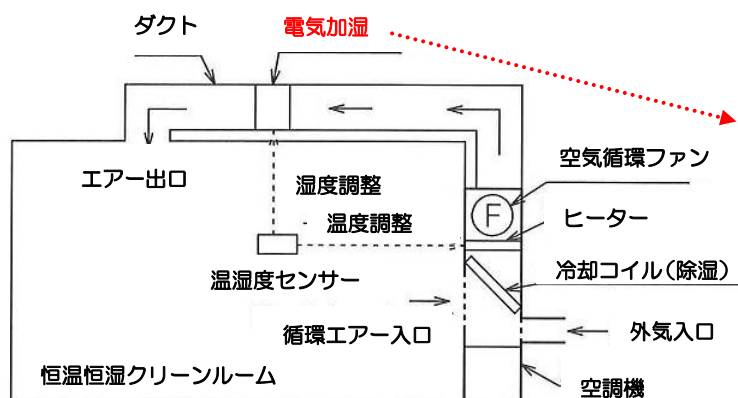 ダクト
電気加湿
エアー出口
湿度調整
温度調整
温湿度センサー
空気循環ファン
F
ヒーター
冷却コイル(除湿)
循環エアー入口
外気入口
恒温恒湿クリーンルーム
空調機